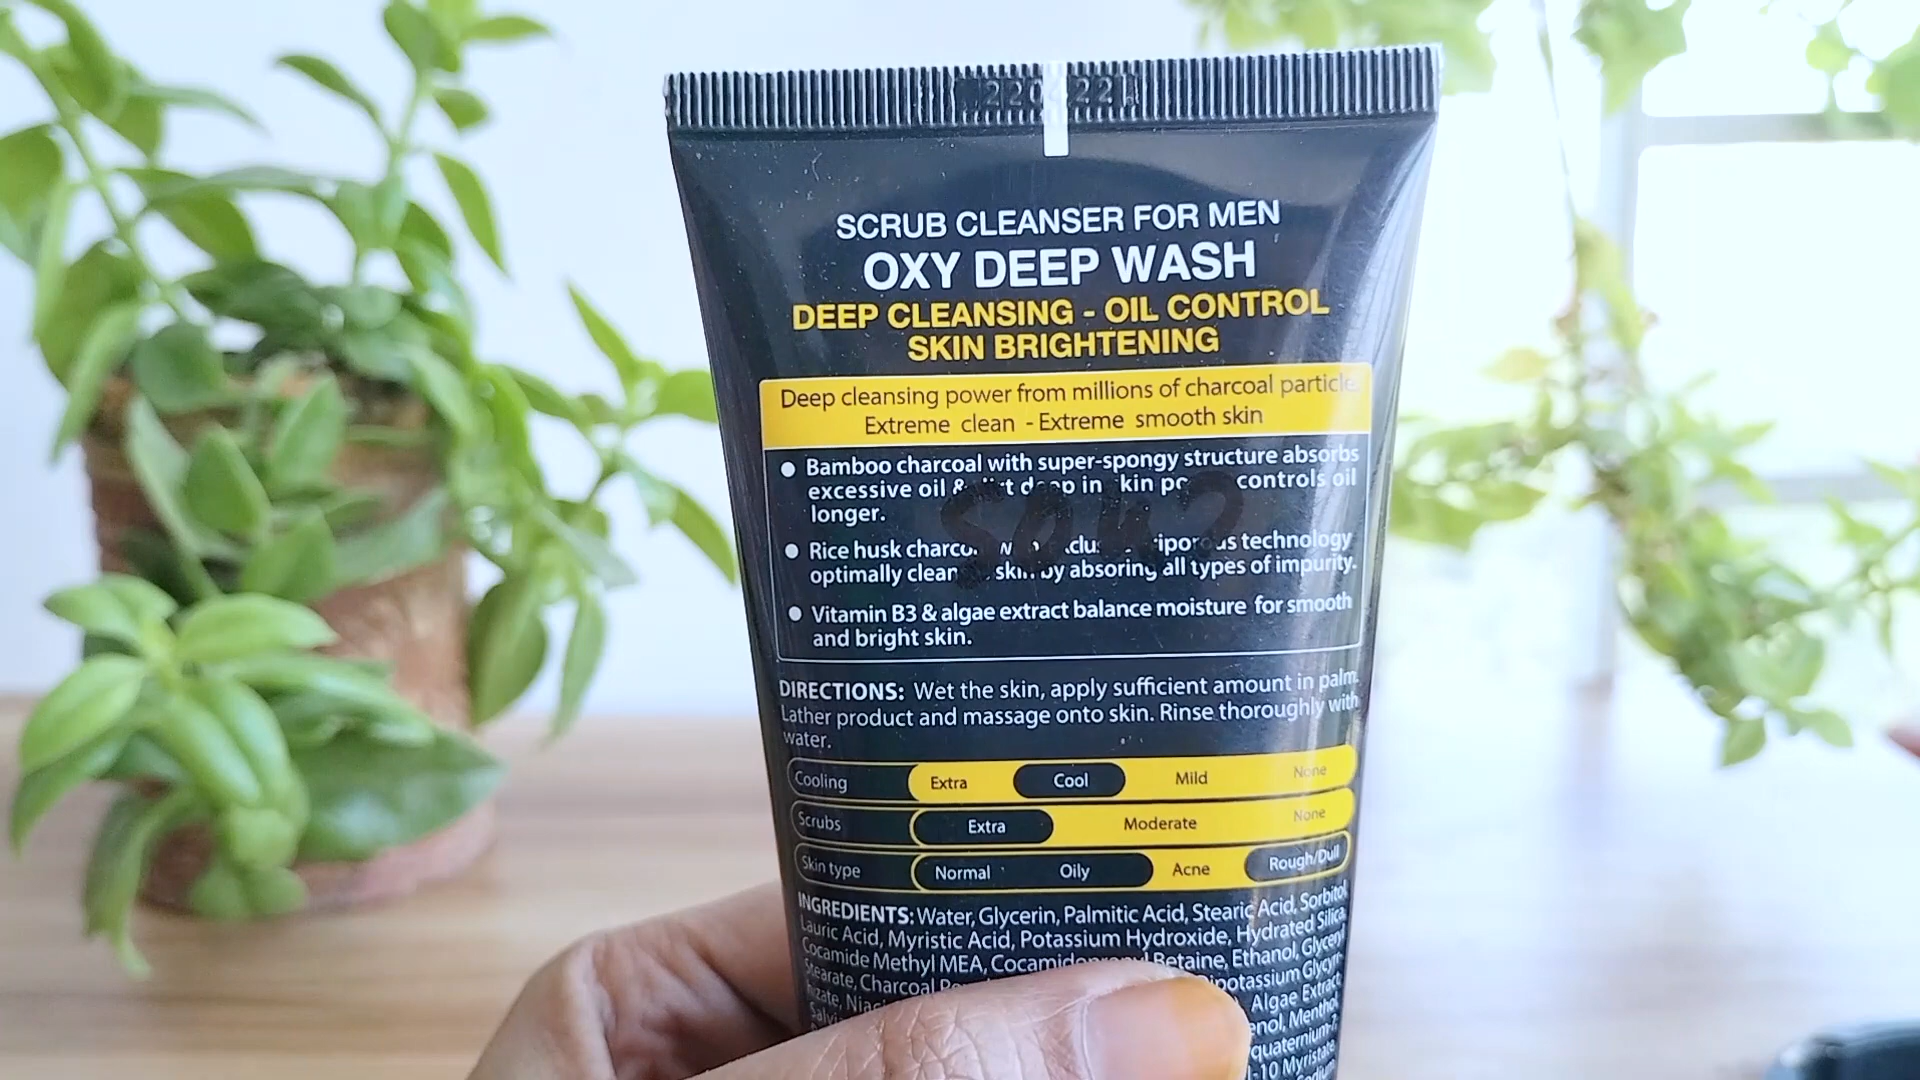 SCRUB CLEANSER FOR MEN
OXY DEEP WASH
DEEP CLEANSING - OIL CONTROL
SKIN BRIGHTENING
Deep cleansing power from millions of charcoal particle
Extreme clean - Extreme smooth skin
Bamboo charcoal with super-spongy structure absorbs
excessive oil & in controls oil
longer.
Rice husk technology
optimally skin by absoring all types of impurity.
Vitamin B3 & algae extract balance moisture for smooth
and bright skin.
DIRECTIONS: Wet the skin, apply sufficient amount in palm.
Lather product and massage onto skin. Rinse thoroughly with
water.
Cooling Extra Cool Mild None
Scrubs Extra Moderate None
Skin type Normal Oily Acne Rough/Dull
INGREDIENTS: Water, Glycerin, Palmitic Acid, Stearic Acid, Sorbitol,
Lauric Acid, Myristic Acid, Potassium Hydroxide, Hydrated Silica,
Cocamide Methyl MEA, Betaine, Ethanol, Glyceryl
Stearate, Charcoal
Algae Extract,
Menthol,
Myristate,